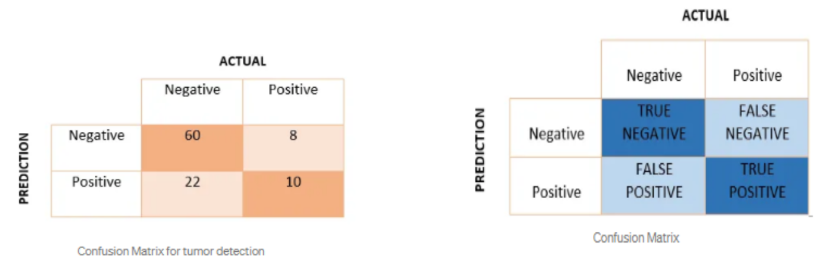 ACTUAL
Negative Positive
PREDICTION
Negative 60 8
Positive 22 10
Confusion Matrix for tumor detection
ACTUAL
Negative Positive
PREDICTION
Negative
TRUE
NEGATIVE
FALSE
NEGATIVE
Positive
FALSE
POSITIVE
TRUE
POSITIVE
Confusion Matrix